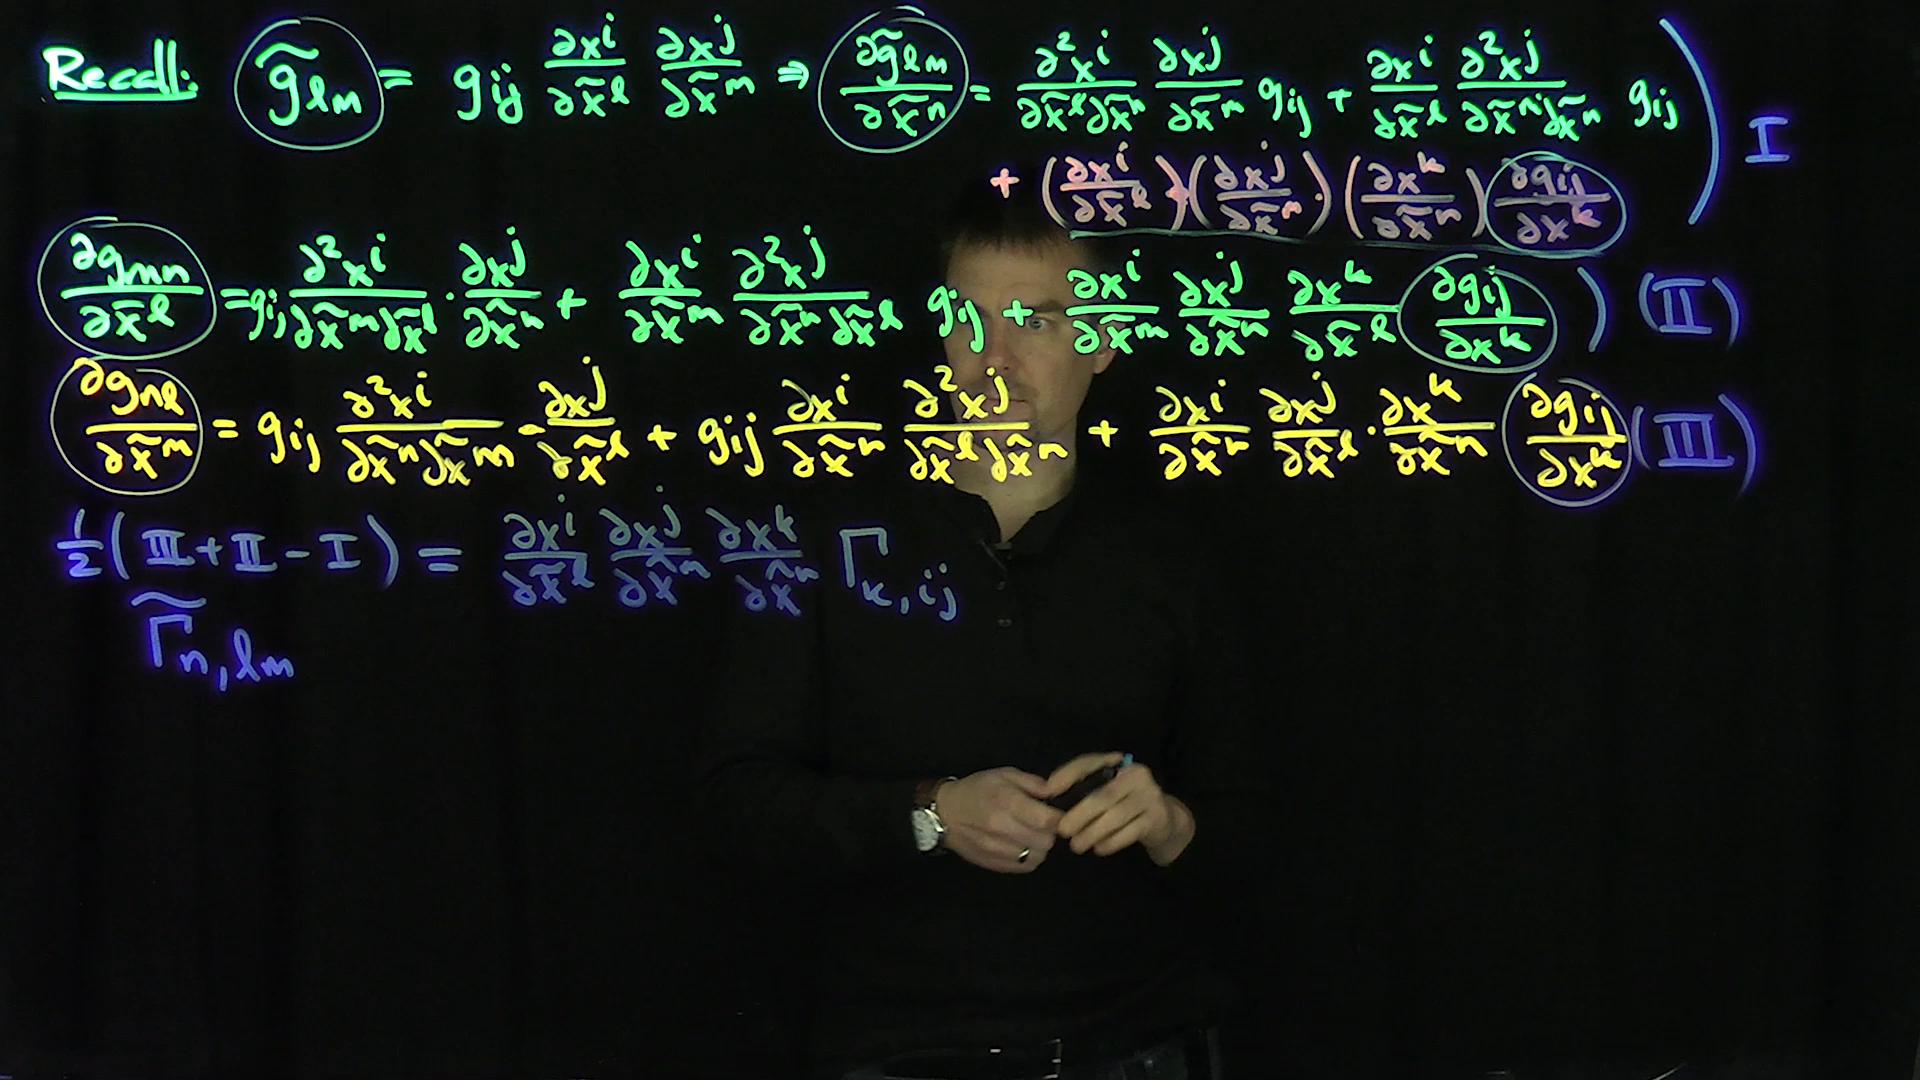 Recall: g̃ₗₘ = gᵢⱼ ∂xⁱ/∂x̃ˡ ∂xʲ/∂x̃ᵐ ⇒ ∂g̃ₗₘ/∂x̃ⁿ = ∂²xⁱ/∂x̃ˡ∂x̃ⁿ ∂xʲ/∂x̃ᵐ gᵢⱼ + ∂xⁱ/∂x̃ˡ ∂²xʲ/∂x̃ᵐ∂x̃ⁿ gᵢⱼ ) I
+ (∂xⁱ/∂x̃ˡ)·(∂xʲ/∂x̃ᵐ)·(∂xᵏ/∂x̃ⁿ) ∂gᵢⱼ/∂xᵏ
∂gₘₙ/∂x̃ˡ = gᵢⱼ ∂²xⁱ/∂x̃ᵐ∂x̃ˡ · ∂xʲ/∂x̃ⁿ + ∂xⁱ/∂x̃ᵐ ∂²xʲ/∂x̃ⁿ∂x̃ˡ gᵢⱼ + ∂xⁱ/∂x̃ᵐ ∂xʲ/∂x̃ⁿ ∂xᵏ/∂x̃ˡ ∂gᵢⱼ/∂xᵏ ) (II)
∂gₙₗ/∂x̃ᵐ = gᵢⱼ ∂²xⁱ/∂x̃ⁿ∂x̃ᵐ · ∂xʲ/∂x̃ˡ + gᵢⱼ ∂xⁱ/∂x̃ⁿ ∂²xʲ/∂x̃ˡ∂x̃ᵐ + ∂xⁱ/∂x̃ⁿ ∂xʲ/∂x̃ˡ · ∂xᵏ/∂x̃ᵐ ∂gᵢⱼ/∂xᵏ (III)
½(III + II - I) = ∂xⁱ/∂x̃ˡ ∂xʲ/∂x̃ᵐ ∂xᵏ/∂x̃ⁿ Γₖ,ᵢⱼ
Γ̃ₙ,ₗₘ